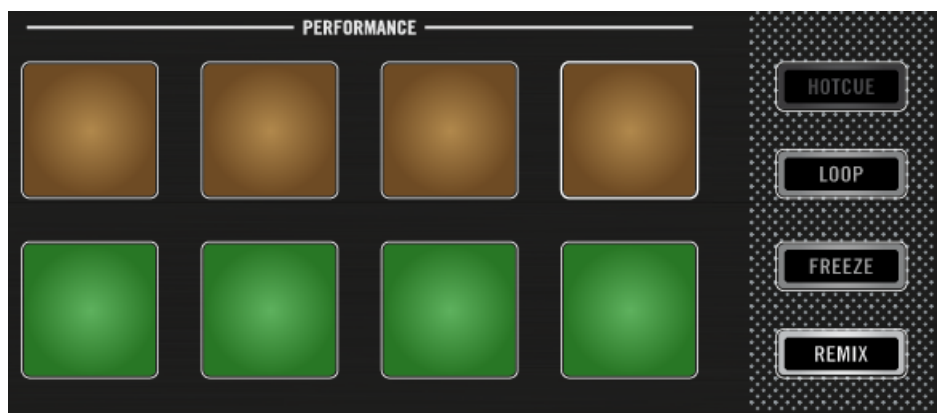 PERFORMANCE
HOTCUE
LOOP
FREEZE
REMIX